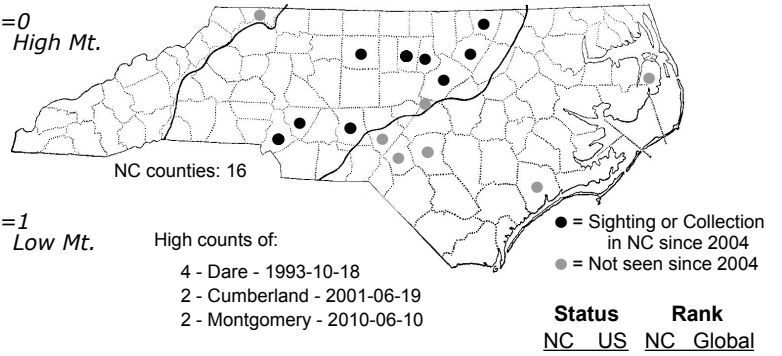 =0
High Mt.
NC counties: 16
=1
Low Mt.
High counts of:
4 - Dare - 1993-10-18
2 - Cumberland - 2001-06-19
2 - Montgomery - 2010-06-10
● = Sighting or Collection
in NC since 2004
● = Not seen since 2004
Status Rank
NC US NC Global